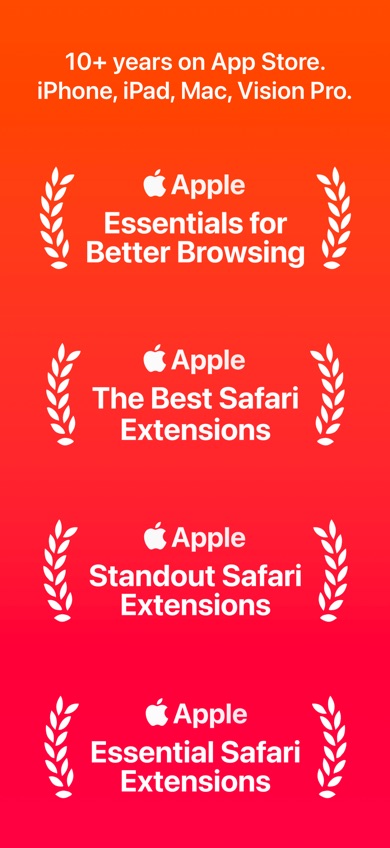 10+ years on App Store.
iPhone, iPad, Mac, Vision Pro.
Apple
Essentials for
Better Browsing
Apple
The Best Safari
Extensions
Apple
Standout Safari
Extensions
Apple
Essential Safari
Extensions